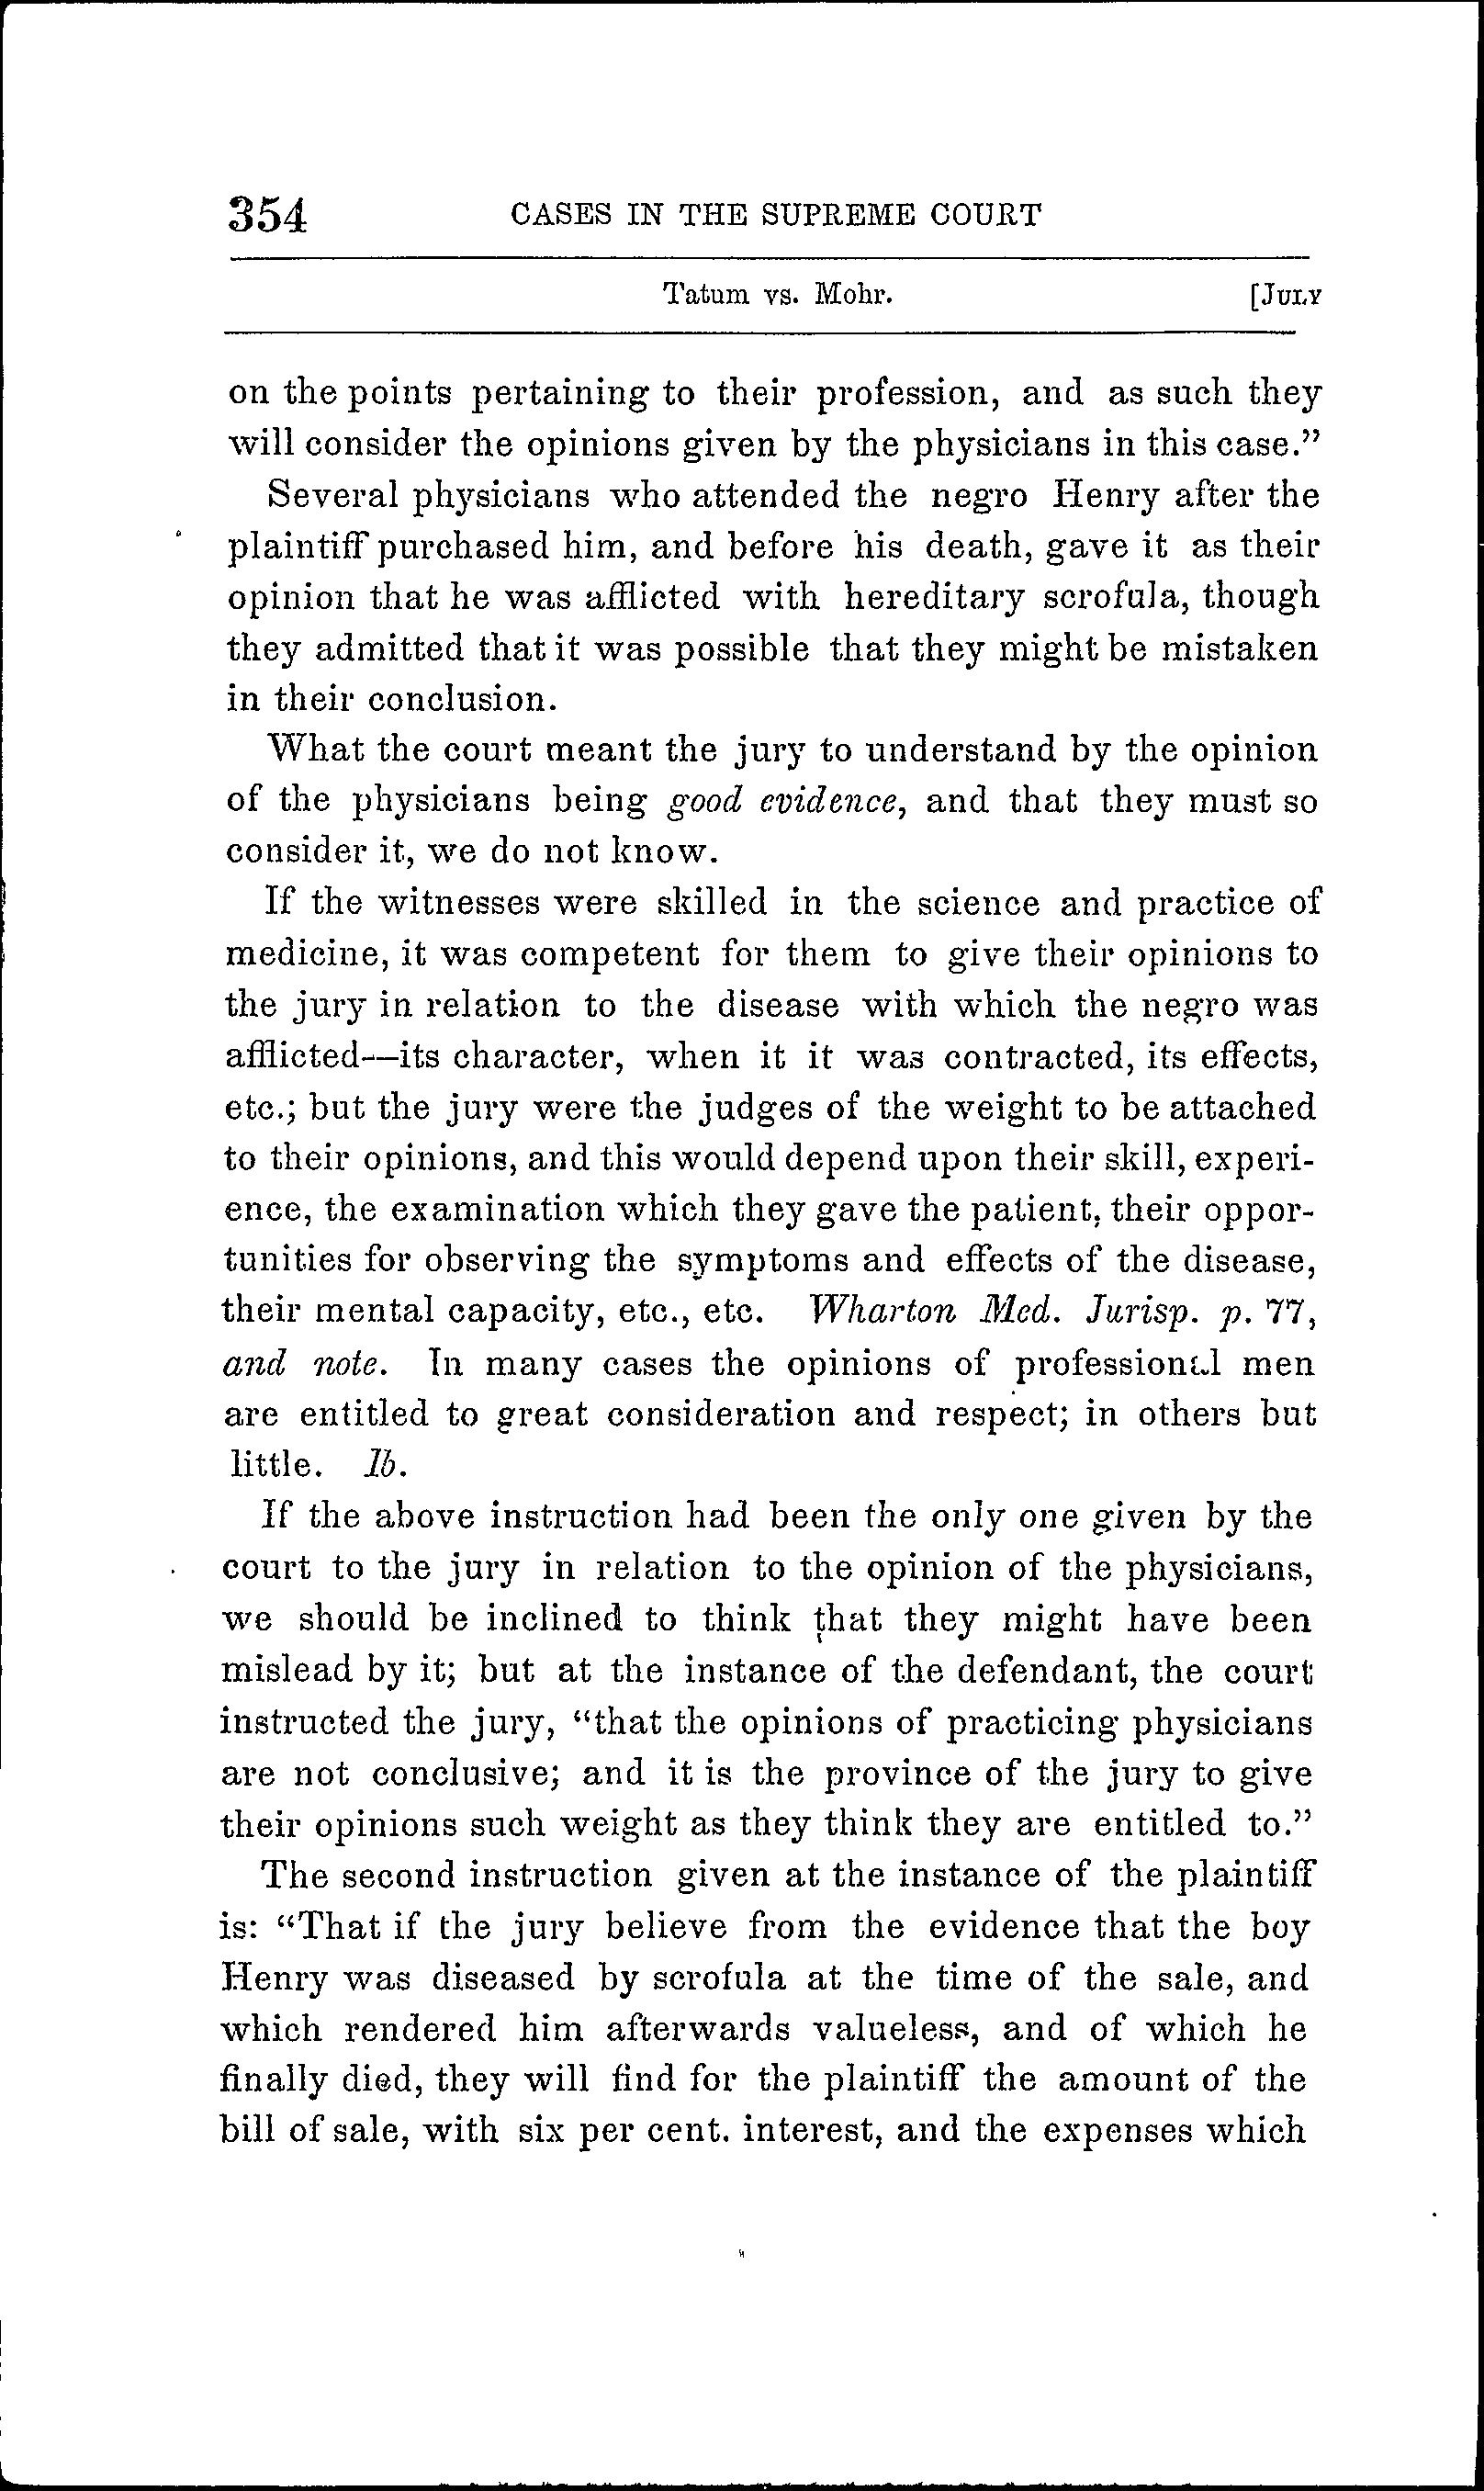 354 CASES IN THE SUPREME COURT
Tatum vs. Mohr. [JULY
on the points pertaining to their profession, and as such they
will consider the opinions given by the physicians in this case."
Several physicians who attended the negro Henry after the
plaintiff purchased him, and before his death, gave it as their
opinion that he was afflicted with hereditary scrofula, though
they admitted that it was possible that they might be mistaken
in their conclusion.
What the court meant the jury to understand by the opinion
of the physicians being good evidence, and that they must so
consider it, we do not know.
If the witnesses were skilled in the science and practice of
medicine, it was competent for them to give their opinions to
the jury in relation to the disease with which the negro was
afflicted—its character, when it it was contracted, its effects,
etc.; but the jury were the judges of the weight to be attached
to their opinions, and this would depend upon their skill, experi-
ence, the examination which they gave the patient, their oppor-
tunities for observing the symptoms and effects of the disease,
their mental capacity, etc., etc. Wharton Med. Jurisp. p. 77,
and note. In many cases the opinions of professional men
are entitled to great consideration and respect; in others but
little. Ib.
If the above instruction had been the only one given by the
court to the jury in relation to the opinion of the physicians,
we should be inclined to think that they might have been
mislead by it; but at the instance of the defendant, the court
instructed the jury, "that the opinions of practicing physicians
are not conclusive; and it is the province of the jury to give
their opinions such weight as they think they are entitled to."
The second instruction given at the instance of the plaintiff
is: "That if the jury believe from the evidence that the boy
Henry was diseased by scrofula at the time of the sale, and
which rendered him afterwards valueless, and of which he
finally died, they will find for the plaintiff the amount of the
bill of sale, with six per cent. interest, and the expenses which